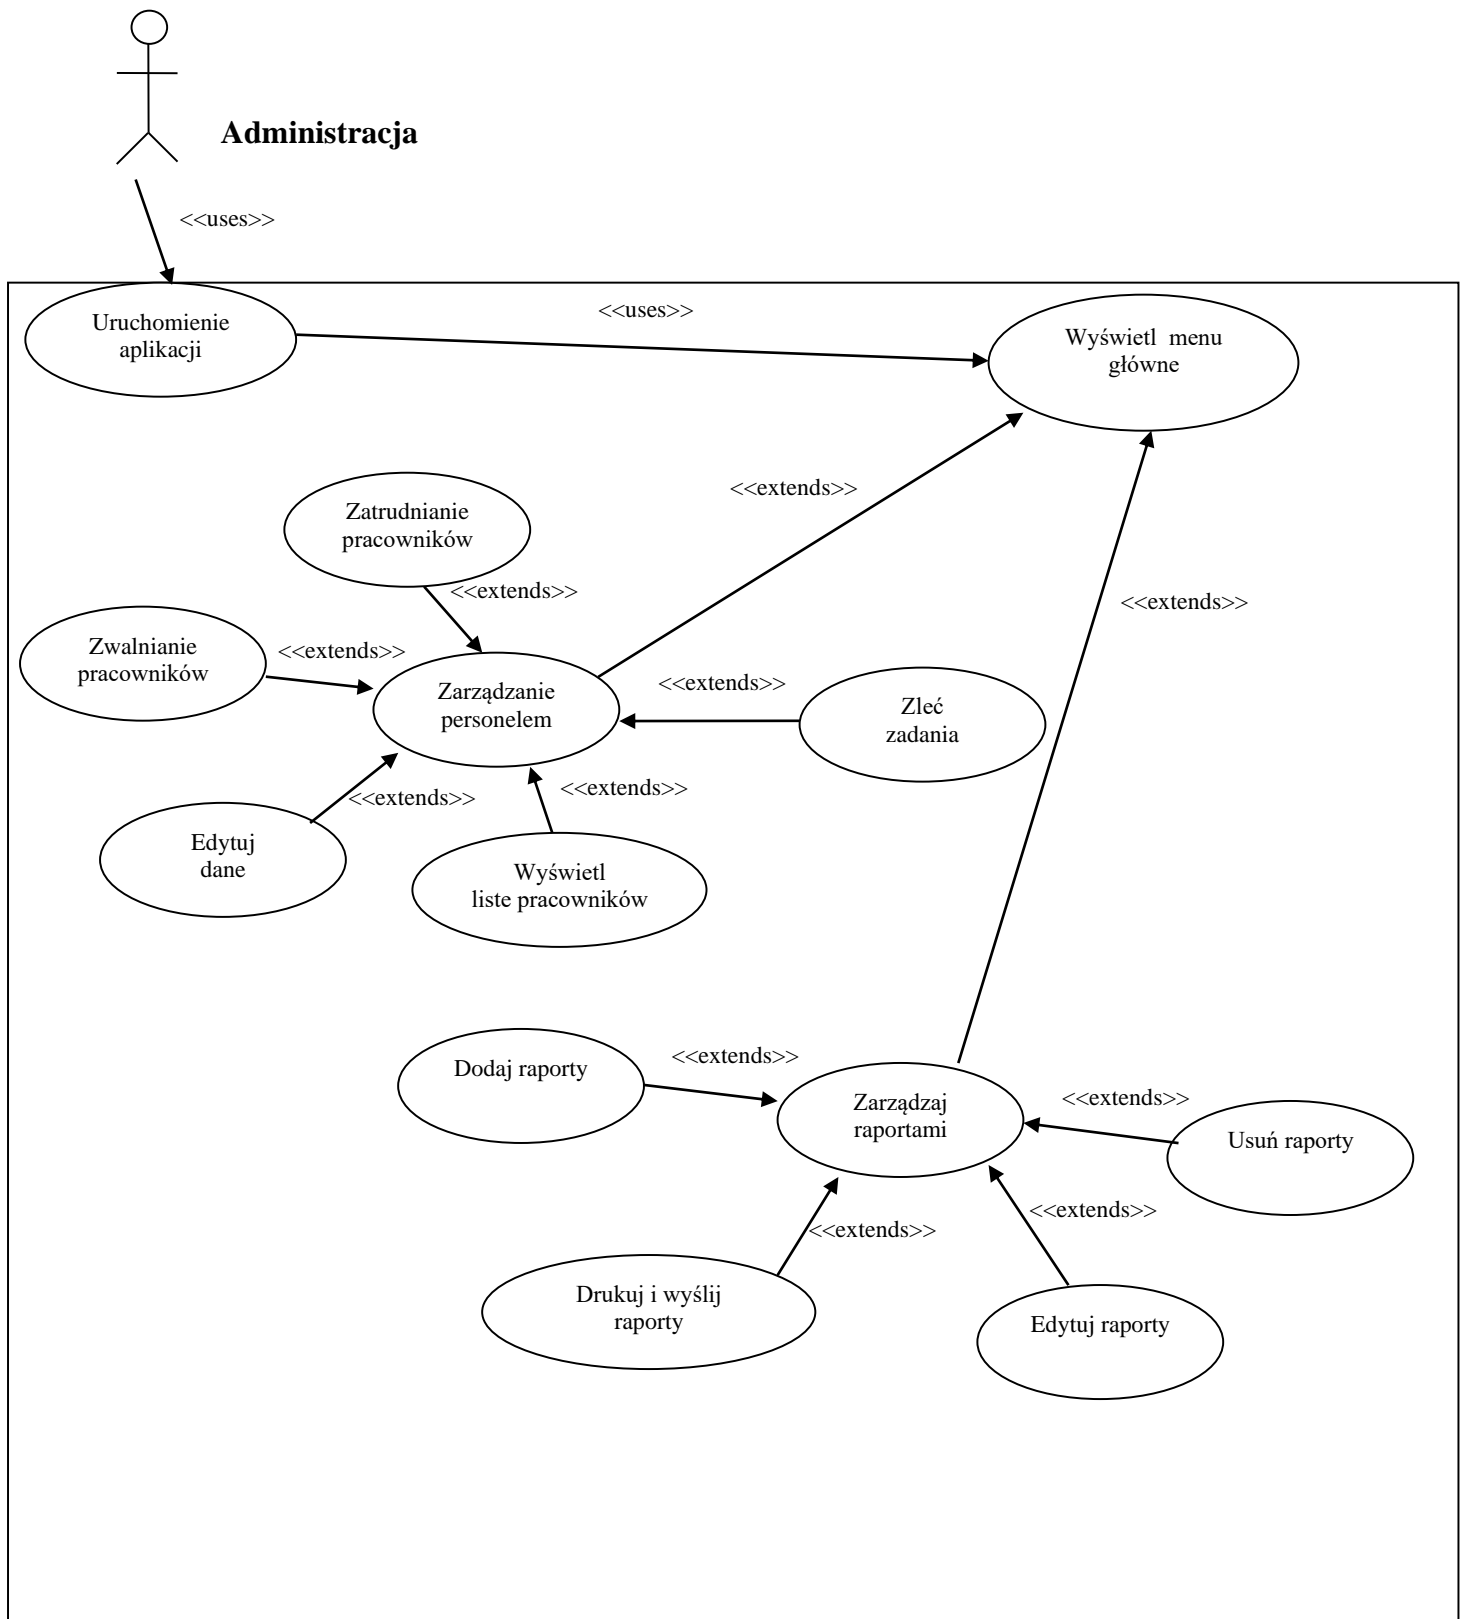 Administracja
<<uses>>
Uruchomienie
aplikacji
<<uses>>
Wyświetl  menu
główne
<<extends>>
Zatrudnianie
pracowników
<<extends>>
<<extends>>
Zwalnianie
pracowników
<<extends>>
Zarządzanie
personelem
<<extends>>
Zleć
zadania
<<extends>>
<<extends>>
Edytuj
dane
Wyświetl
liste pracowników
Dodaj raporty
<<extends>>
Zarządzaj
raportami
<<extends>>
Usuń raporty
<<extends>>
<<extends>>
Drukuj i wyślij
raporty
Edytuj raporty